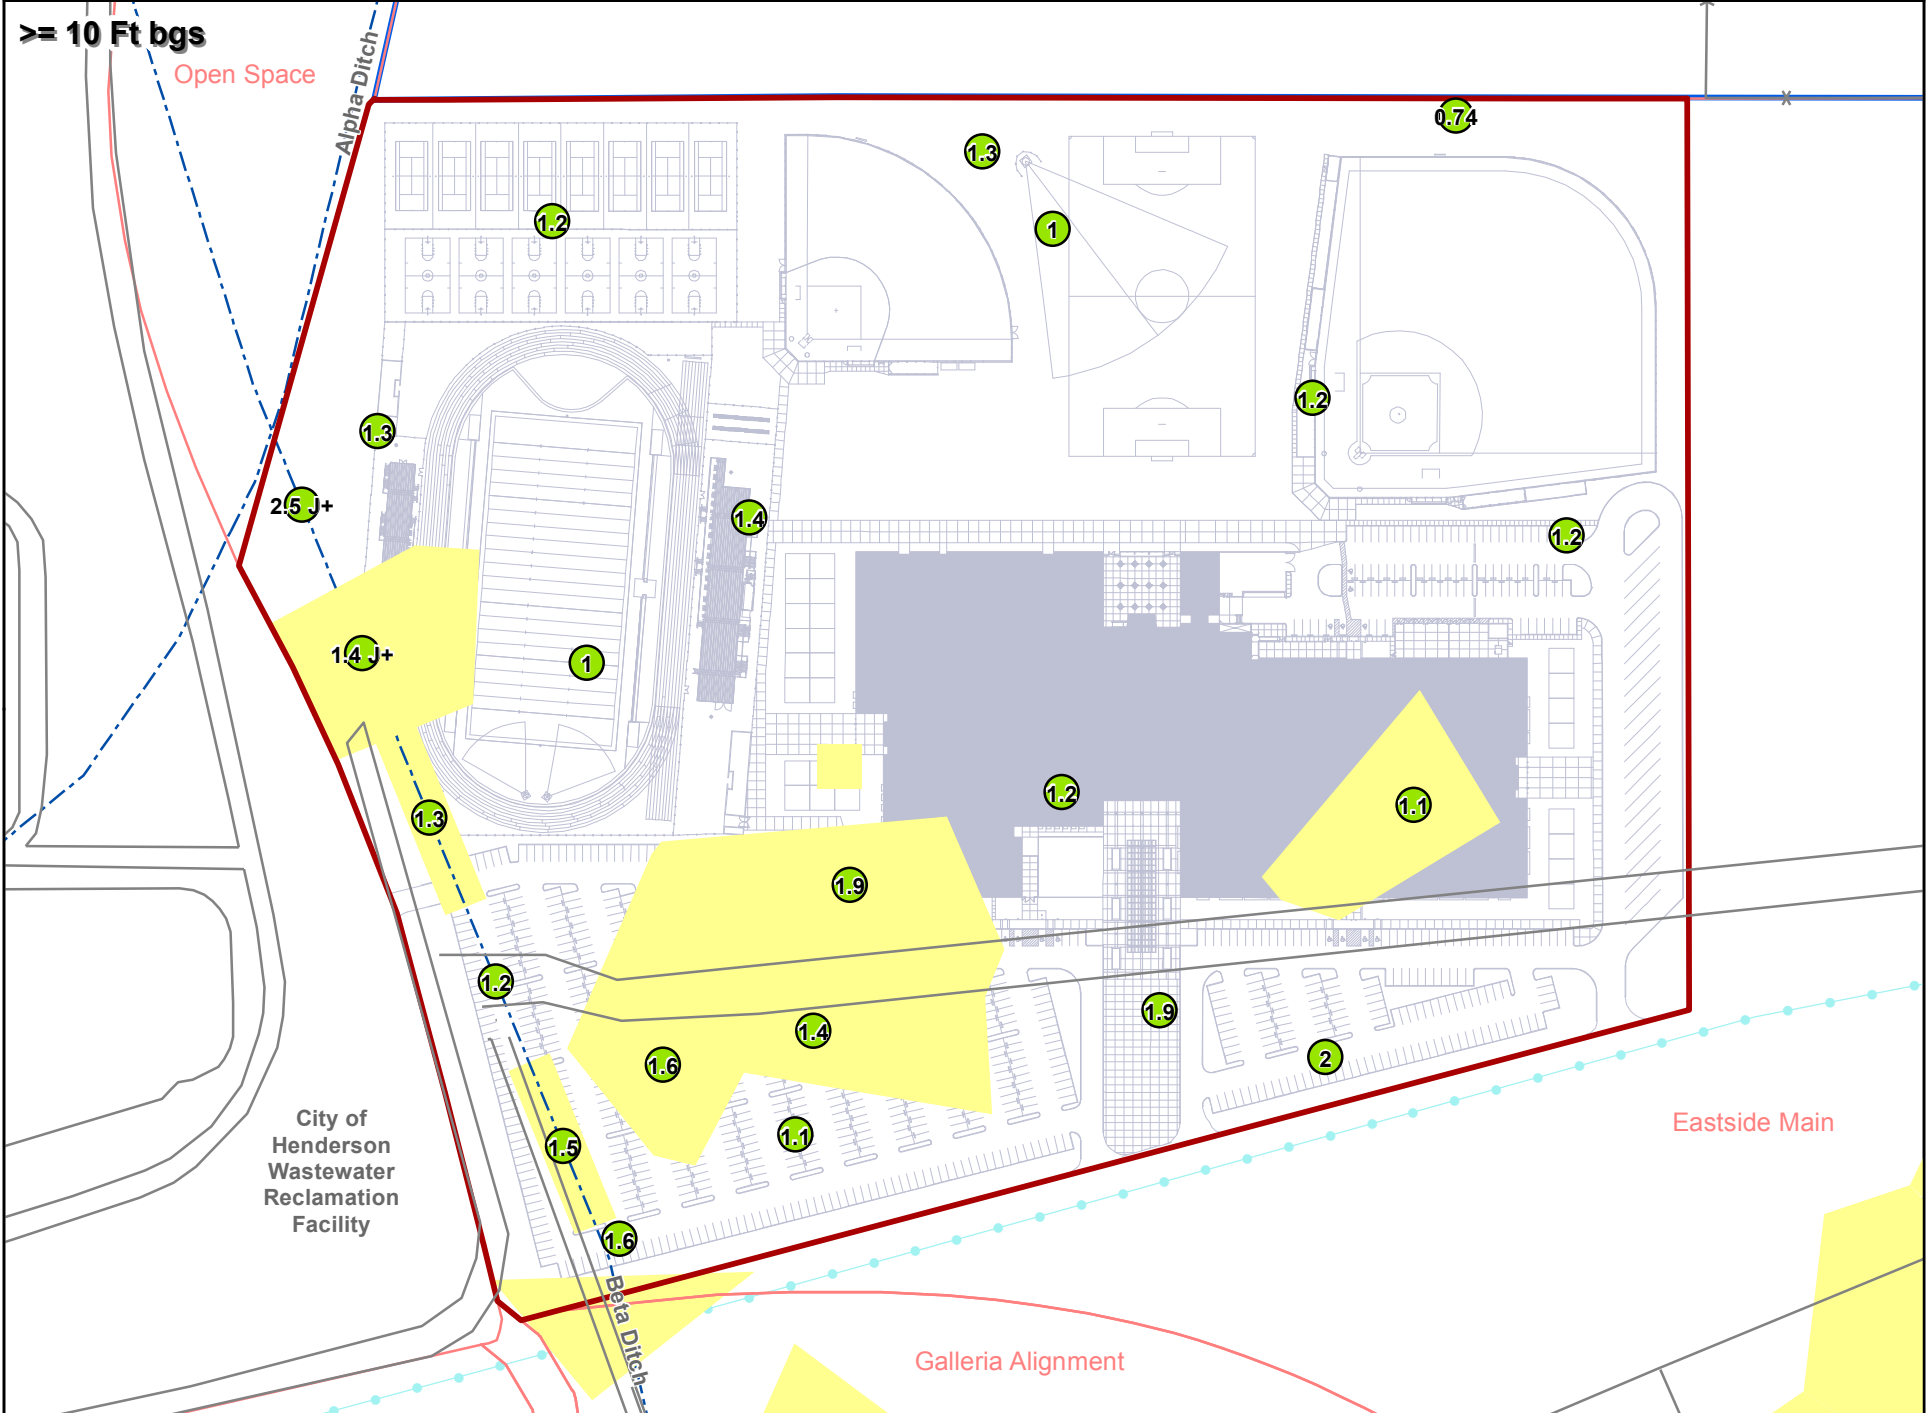 >= 10 Ft bgs
Open Space
Alpha Ditch
0.74
1.3
1.2
1
1.2
1.3
2.5 J+
1.4
1.2
1.4 J+
1
1.2
1.1
1.3
1.9
1.2
1.9
1.4
1.6
2
1.1
1.5
1.6
City of
Henderson
Wastewater
Reclamation
Facility
Eastside Main
Beta Ditch
Galleria Alignment